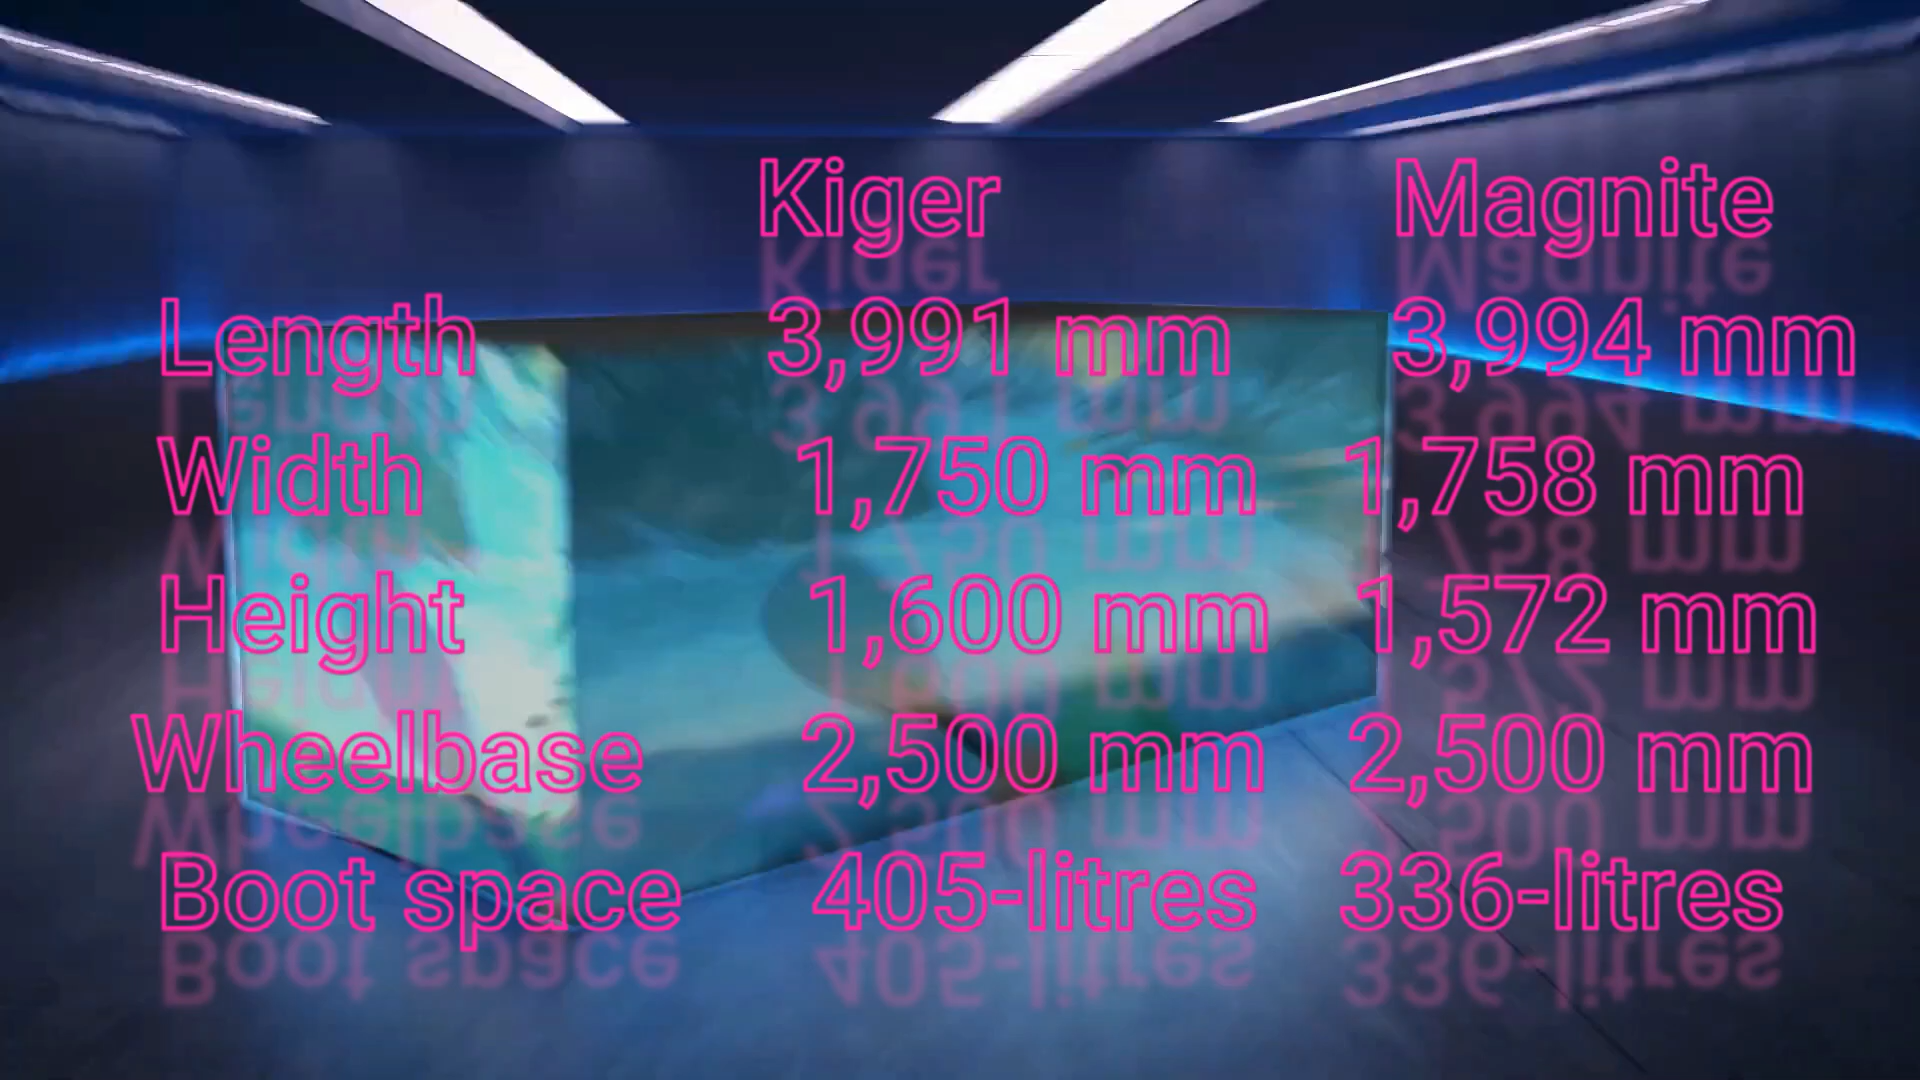 Kiger Magnite
Length 3,991 mm 3,994 mm
Width 1,750 mm 1,758 mm
Height 1,600 mm 1,572 mm
Wheelbase 2,500 mm 2,500 mm
Boot space 405-litres 336-litres